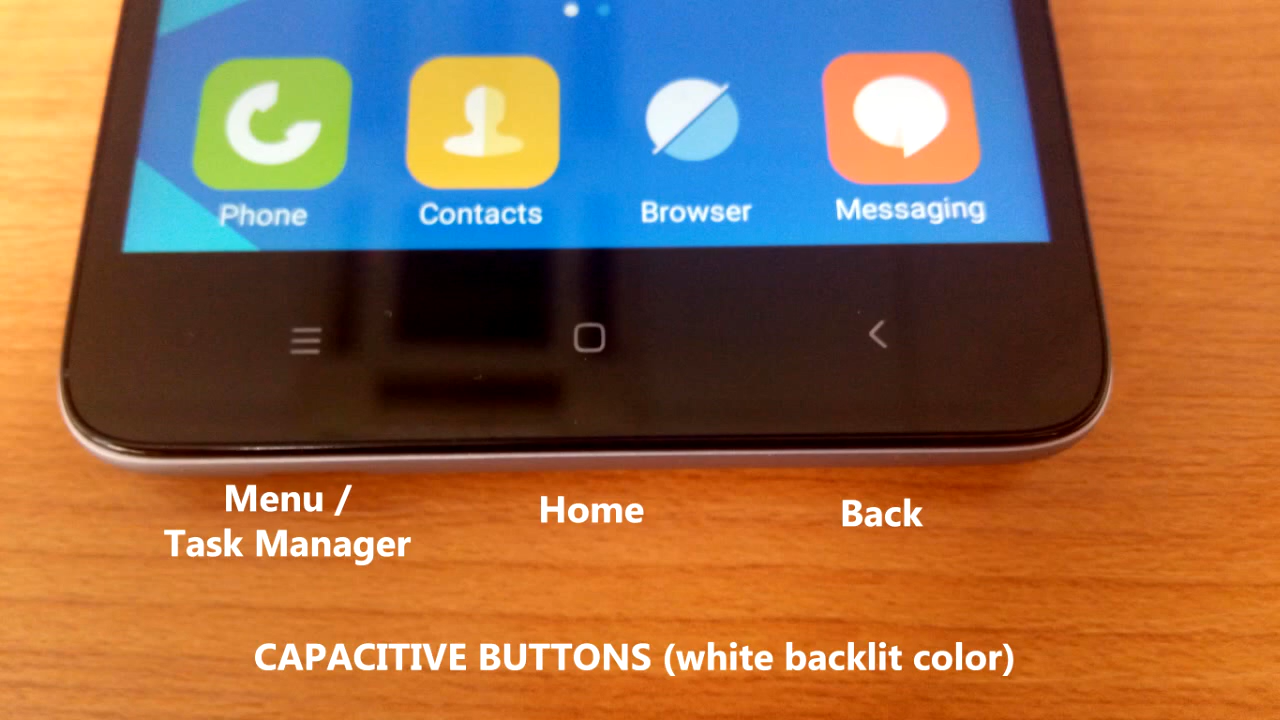 Phone Contacts Browser Messaging
Menu /
Task Manager
Home
Back
CAPACITIVE BUTTONS (white backlit color)